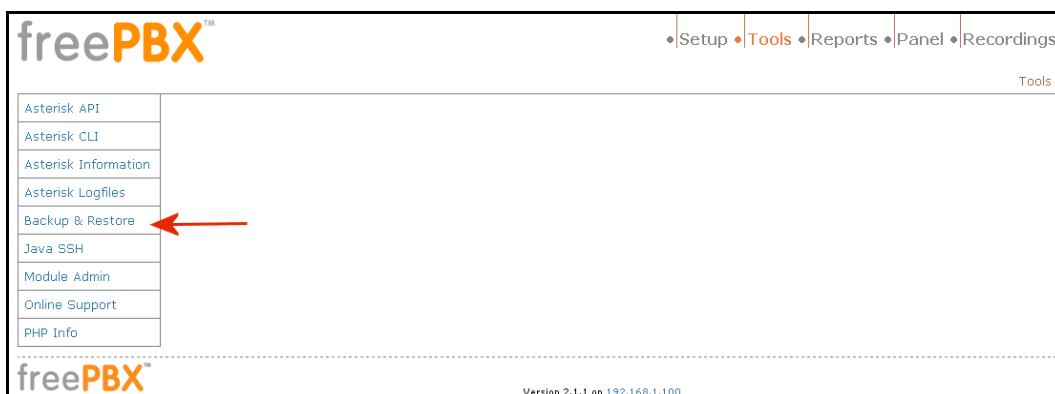 freePBX™
• Setup • Tools • Reports • Panel • Recordings
Tools
Asterisk API
Asterisk CLI
Asterisk Information
Asterisk Logfiles
Backup & Restore
Java SSH
Module Admin
Online Support
PHP Info
freePBX™
Version 2.1.1 on 192.168.1.100